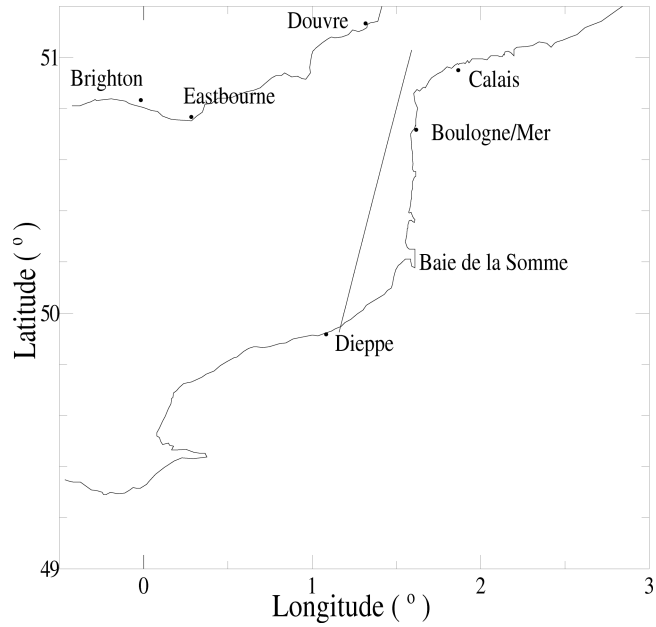 51
Douvre
Brighton
Calais
Eastbourne
Boulogne/Mer
Baie de la Somme
Latitude ( ° )
50
Dieppe
49
0
1
2
3
Longitude ( ° )